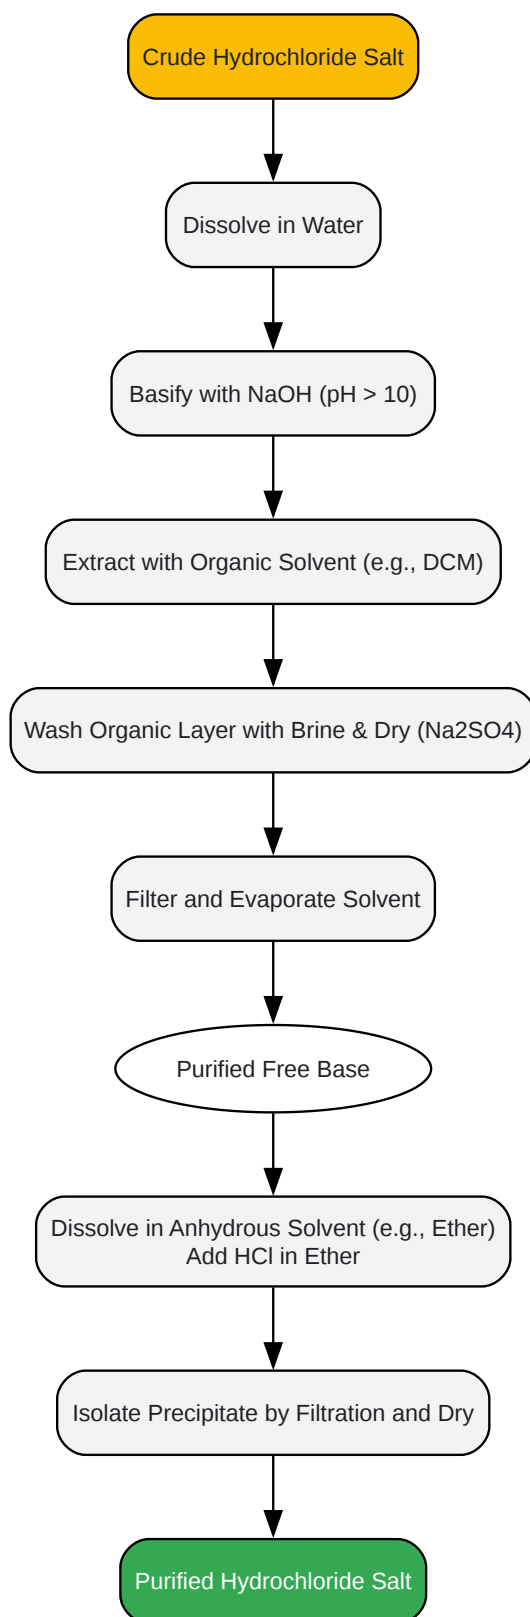 Crude Hydrochloride Salt
Dissolve in Water
Basify with NaOH (pH > 10)
Extract with Organic Solvent (e.g., DCM)
Wash Organic Layer with Brine & Dry (Na2SO4)
Filter and Evaporate Solvent
Purified Free Base
Dissolve in Anhydrous Solvent (e.g., Ether)
Add HCl in Ether
Isolate Precipitate by Filtration and Dry
Purified Hydrochloride Salt